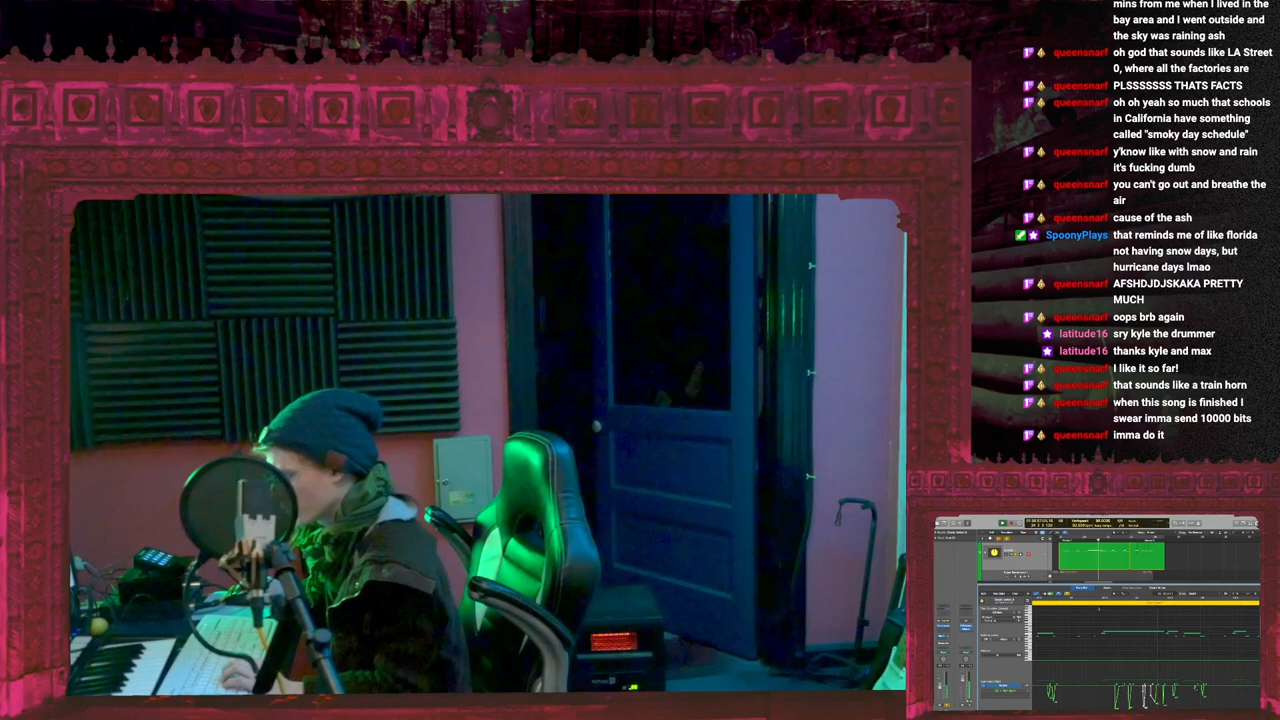 mins from me when I lived in the
bay area and I went outside and
the sky was raining ash
queensnarf oh god that sounds like LA Street
0, where all the factories are
queensnarf PLSSSSSSS THATS FACTS
queensnarf oh oh yeah so much that schools
in California have something
called "smoky day schedule"
queensnarf y'know like with snow and rain
it's fucking dumb
queensnarf you can't go out and breathe the
air
queensnarf cause of the ash
SpoonyPlays that reminds me of like florida
not having snow days, but
hurricane days lmao
queensnarf AFSHDJDJSKAKA PRETTY
MUCH
queensnarf oops brb again
latitude16 sry kyle the drummer
latitude16 thanks kyle and max
queensnarf I like it so far!
queensnarf that sounds like a train horn
queensnarf when this song is finished I
swear imma send 10000 bits
queensnarf imma do it